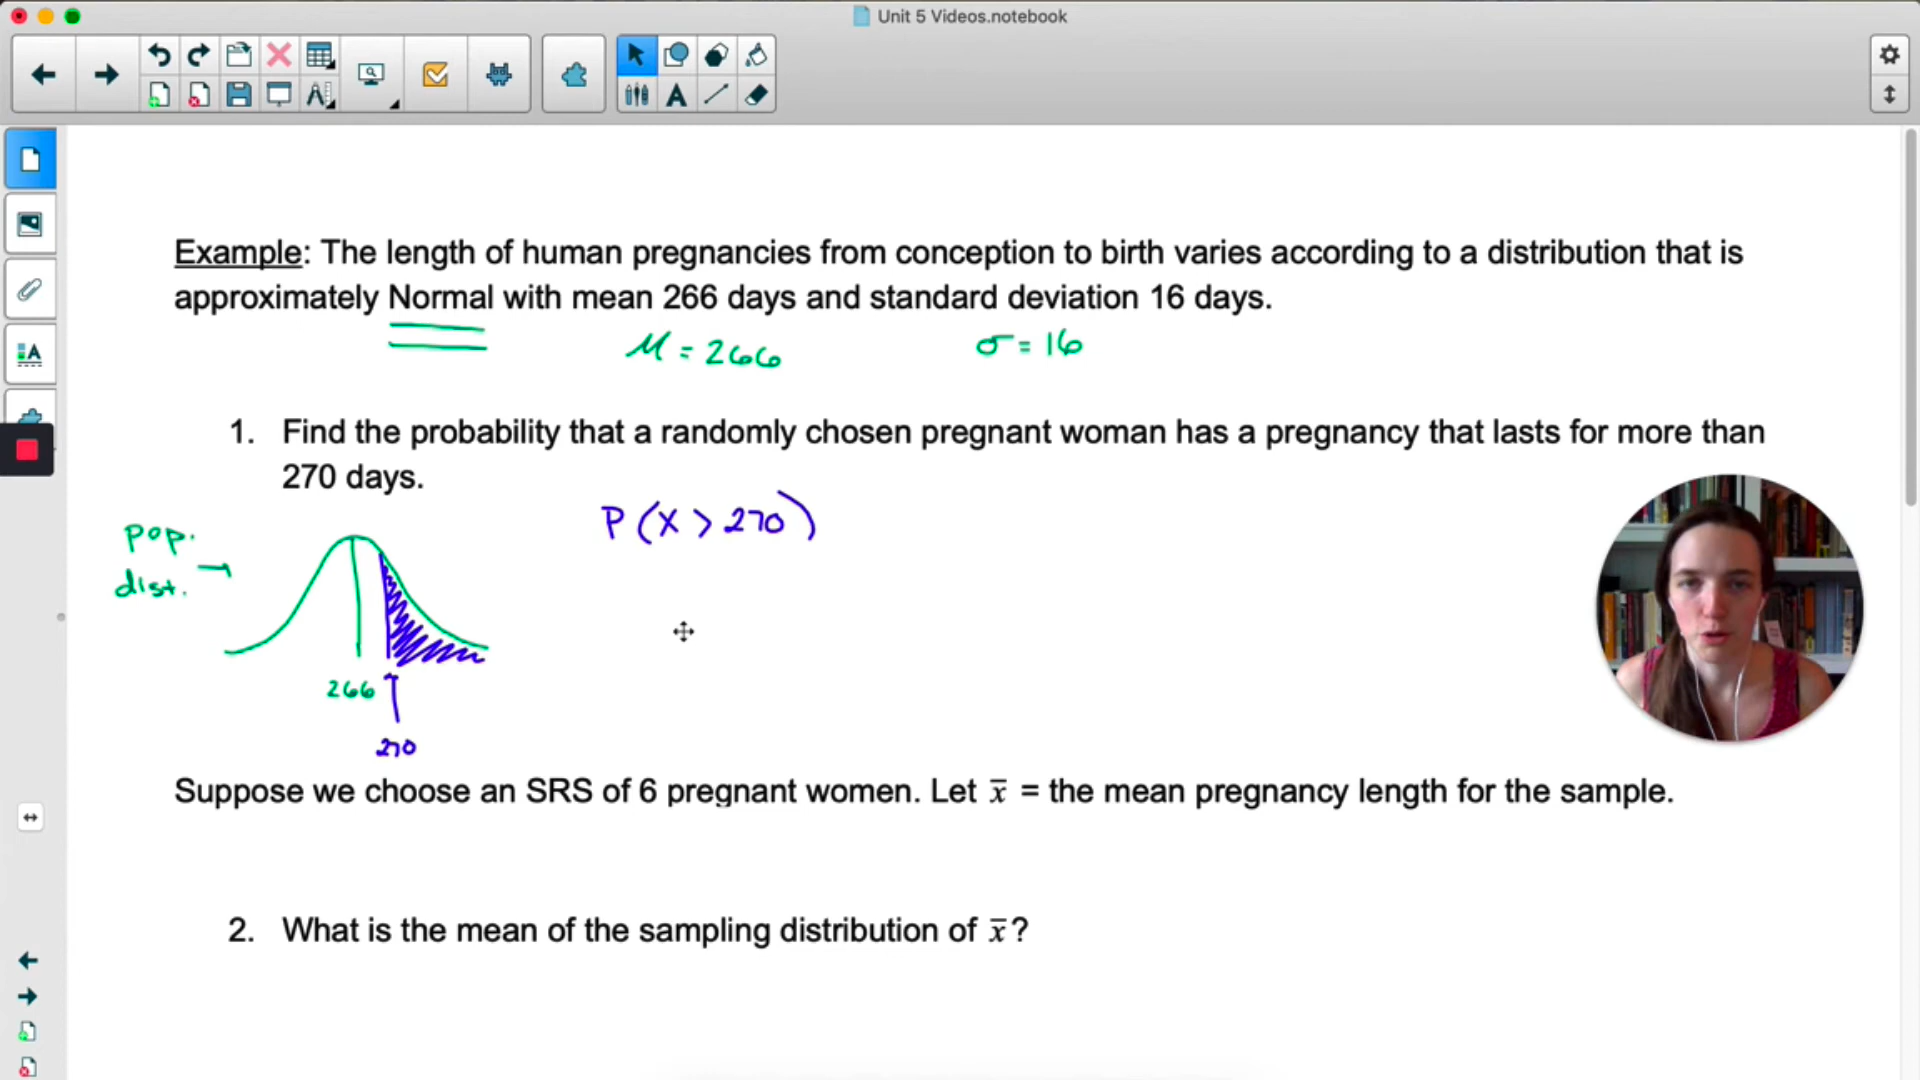 Unit 5 Videos.notebook
Example: The length of human pregnancies from conception to birth varies according to a distribution that is
approximately Normal with mean 266 days and standard deviation 16 days.
μ = 266
σ = 16
1. Find the probability that a randomly chosen pregnant woman has a pregnancy that lasts for more than
270 days.
P(X > 270)
pop.
dist.
266
270
Suppose we choose an SRS of 6 pregnant women. Let x̅ = the mean pregnancy length for the sample.
2. What is the mean of the sampling distribution of x̅?